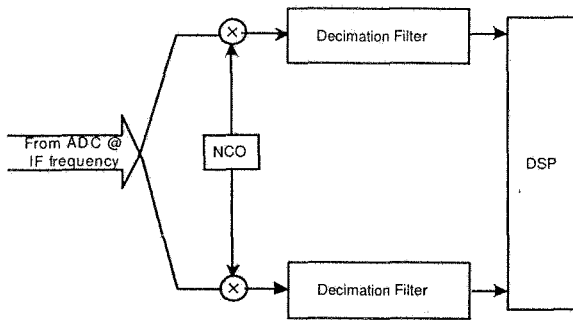 Decimation Filter
From ADC @
IF frequency
NCO
DSP
Decimation Filter